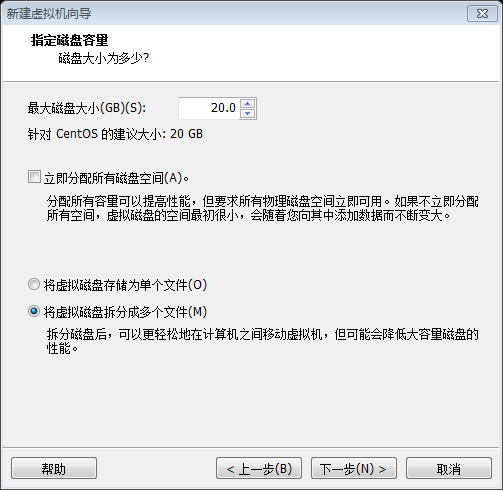 新建虚拟机向导
指定磁盘容量
磁盘大小为多少?
最大磁盘大小(GB)(S): 20.0
针对 CentOS 的建议大小: 20 GB
立即分配所有磁盘空间(A)。
分配所有容量可以提高性能，但要求所有物理磁盘空间立即可用。如果不立即分配
所有空间，虚拟磁盘的空间最初很小，会随着您向其中添加数据而不断变大。
将虚拟磁盘存储为单个文件(O)
将虚拟磁盘拆分成多个文件(M)
拆分磁盘后，可以更轻松地在计算机之间移动虚拟机，但可能会降低大容量磁盘的
性能。
帮助 < 上一步(B) 下一步(N) > 取消